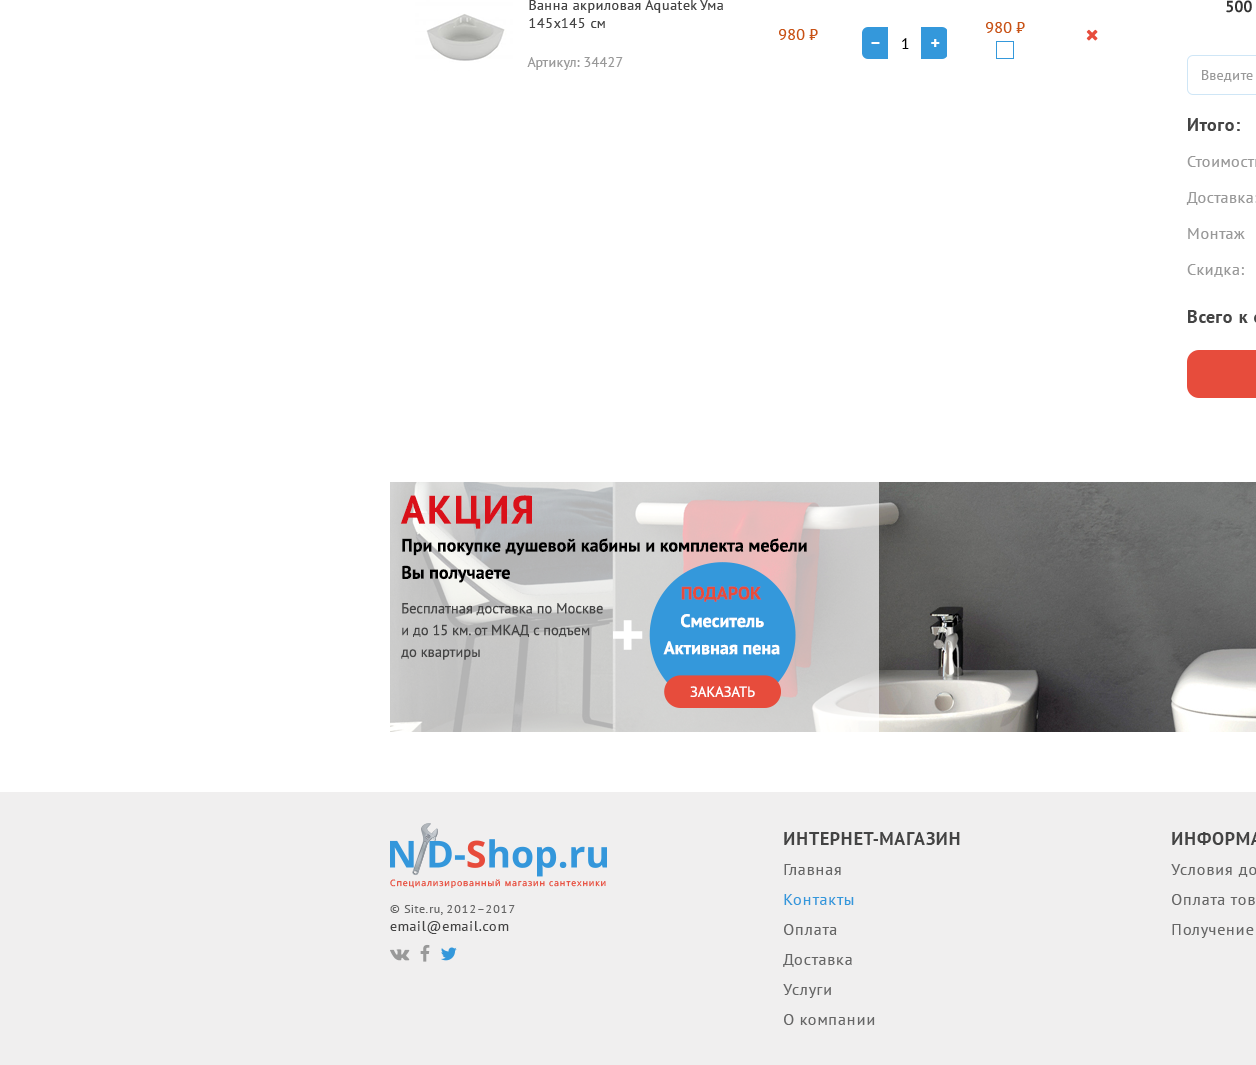 Ванна акриловая Aquatek Ума
145x145 см
Артикул: 34427
980 ₽
1
980 ₽
500
Введите
Итого:
Стоимост
Доставка:
Монтаж
Скидка:
Всего к
АКЦИЯ
При покупке душевой кабины и комплекта мебели
Вы получаете
Бесплатная доставка по Москве
и до 15 км. от МКАД с подъем
до квартиры
ПОДАРОК
Смеситель
Активная пена
ЗАКАЗАТЬ
N/D-Shop.ru
Специализированный магазин сантехники
© Site.ru, 2012–2017
email@email.com
ИНТЕРНЕТ-МАГАЗИН
Главная
Контакты
Оплата
Доставка
Услуги
О компании
ИНФОРМА
Условия до
Оплата тов
Получение